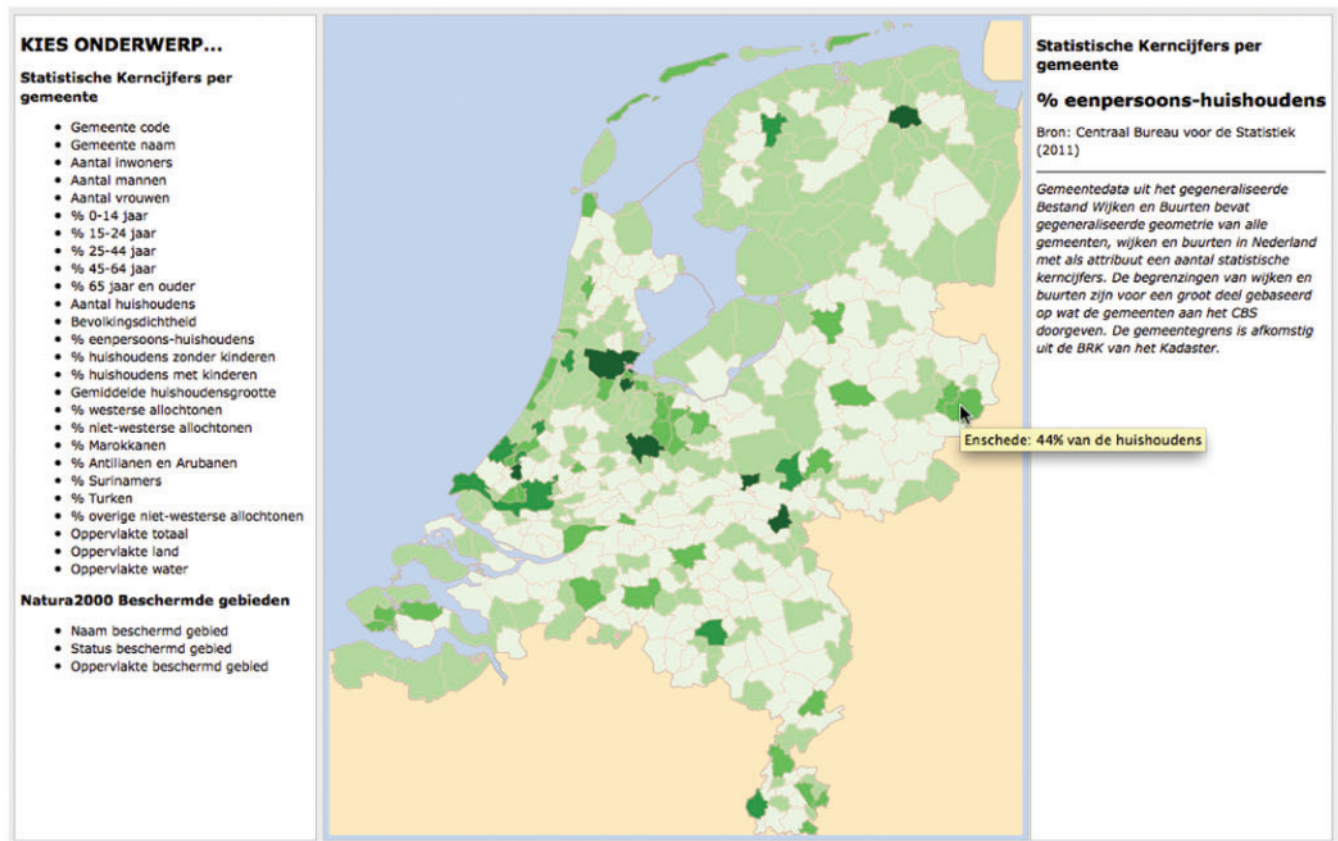 KIES ONDERWERP...
Statistische Kerncijfers per
gemeente
• Gemeente code
• Gemeente naam
• Aantal inwoners
• Aantal mannen
• Aantal vrouwen
• % 0-14 jaar
• % 15-24 jaar
• % 25-44 jaar
• % 45-64 jaar
• % 65 jaar en ouder
• Aantal huishoudens
• Bevolkingsdichtheid
• % eenpersoons-huishoudens
• % huishoudens zonder kinderen
• % huishoudens met kinderen
• Gemiddelde huishoudensgrootte
• % westerse allochtonen
• % niet-westerse allochtonen
• % Marokkanen
• % Antilianen en Arubanen
• % Surinamers
• % Turken
• % overige niet-westerse allochtonen
• Oppervlakte totaal
• Oppervlakte land
• Oppervlakte water
Natura2000 Beschermde gebieden
• Naam beschermd gebied
• Status beschermd gebied
• Oppervlakte beschermd gebied
Enschede: 44% van de huishoudens
Statistische Kerncijfers per
gemeente
% eenpersoons-huishoudens
Bron: Centraal Bureau voor de Statistiek
(2011)
Gemeentedata uit het gegeneraliseerde
Bestand Wijken en Buurten bevat
gegeneraliseerde geometrie van alle
gemeenten, wijken en buurten in Nederland
met als attribuut een aantal statistische
kerncijfers. De begrenzingen van wijken en
buurten zijn voor een groot deel gebaseerd
op wat de gemeenten aan het CBS
doorgeven. De gemeentegrens is afkomstig
uit de BRK van het Kadaster.